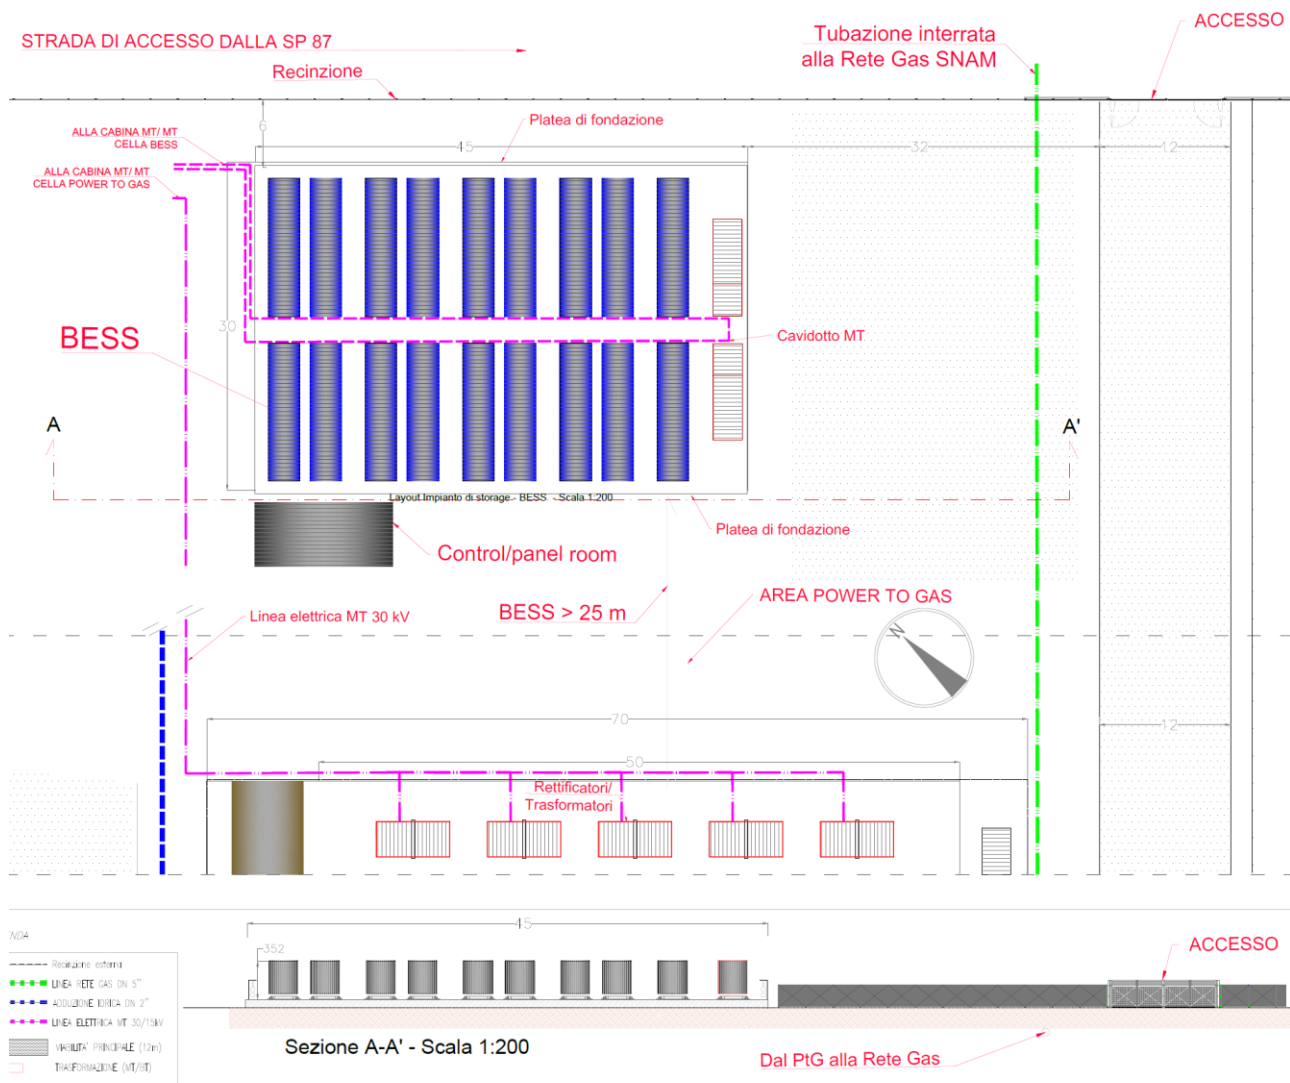 STRADA DI ACCESSO DALLA SP 87
Recinzione
Tubazione interrata
alla Rete Gas SNAM
ACCESSO
ALLA CABINA MT/ MT
CELLA BESS
ALLA CABINA MT/ MT
CELLA POWER TO GAS
6
Platea di fondazione
45
32
12
BESS
30
Cavidotto MT
A
A'
Layout Impianto di storage - BESS - Scala 1:200
Platea di fondazione
Control/panel room
BESS > 25 m
AREA POWER TO GAS
Linea elettrica MT 30 kV
N
70
12
50
Rettificatori/
Trasformatori
45
NDA
352
ACCESSO
Recinzione esterna
LINEA RETE GAS DN 5"
ADDUZIONE IDRICA DN 2"
LINEA ELETTRICA MT 30/15kV
VIABILITA' PRINCIPALE (12m)
TRASFORMAZIONE (MT/BT)
Sezione A-A' - Scala 1:200
Dal PtG alla Rete Gas